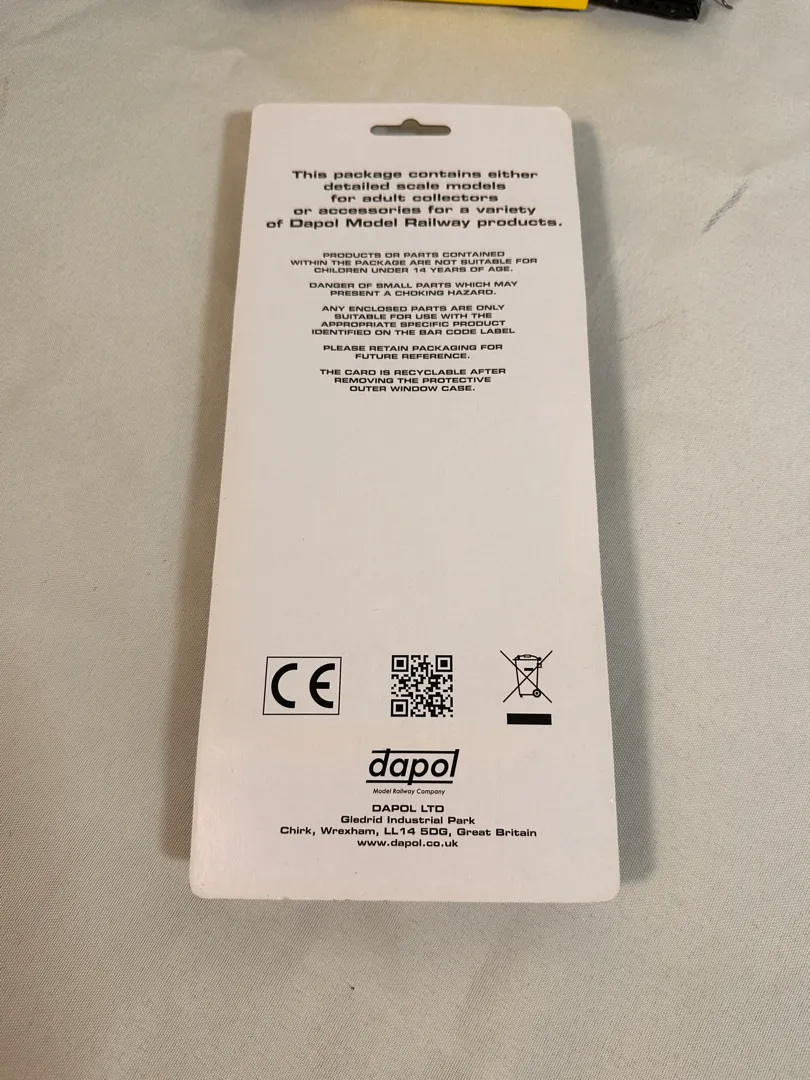 This package contains either
detailed scale models
for adult collectors
or accessories for a variety
of Dapol Model Railway products.
PRODUCTS OR PARTS CONTAINED
WITHIN THE PACKAGE ARE NOT SUITABLE FOR
CHILDREN UNDER 14 YEARS OF AGE.
DANGER OF SMALL PARTS WHICH MAY
PRESENT A CHOKING HAZARD.
ANY ENCLOSED PARTS ARE ONLY
SUITABLE FOR USE WITH THE
APPROPRIATE SPECIFIC PRODUCT
IDENTIFIED ON THE BAR CODE LABEL
PLEASE RETAIN PACKAGING FOR
FUTURE REFERENCE.
THE CARD IS RECYCLABLE AFTER
REMOVING THE PROTECTIVE
OUTER WINDOW CASE.
CE
dapol
Model Railway Company
DAPOL LTD
Gledrid Industrial Park
Chirk, Wrexham, LL14 5DG, Great Britain
www.dapol.co.uk